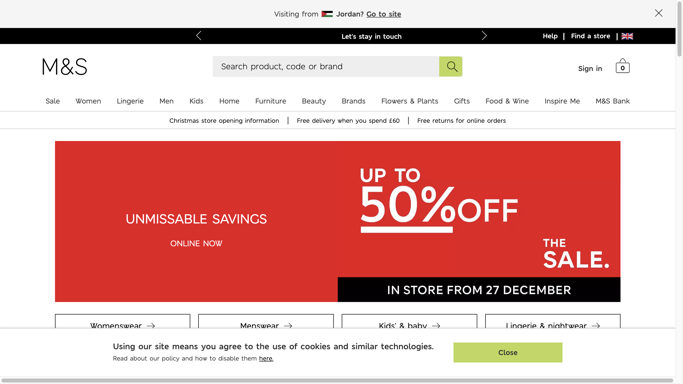 Visiting from Jordan? Go to site
Let's stay in touch
Help | Find a store |
M&S
Search product, code or brand
Sign in
0
Sale Women Lingerie Men Kids Home Furniture Beauty Brands Flowers & Plants Gifts Food & Wine Inspire Me M&S Bank
Christmas store opening information | Free delivery when you spend £60 | Free returns for online orders
UNMISSABLE SAVINGS
ONLINE NOW
UP TO
50% OFF
THE
SALE.
IN STORE FROM 27 DECEMBER
Womenswear → Menswear → Kids' & baby → Lingerie & nightwear →
Using our site means you agree to the use of cookies and similar technologies.
Read about our policy and how to disable them here.
Close